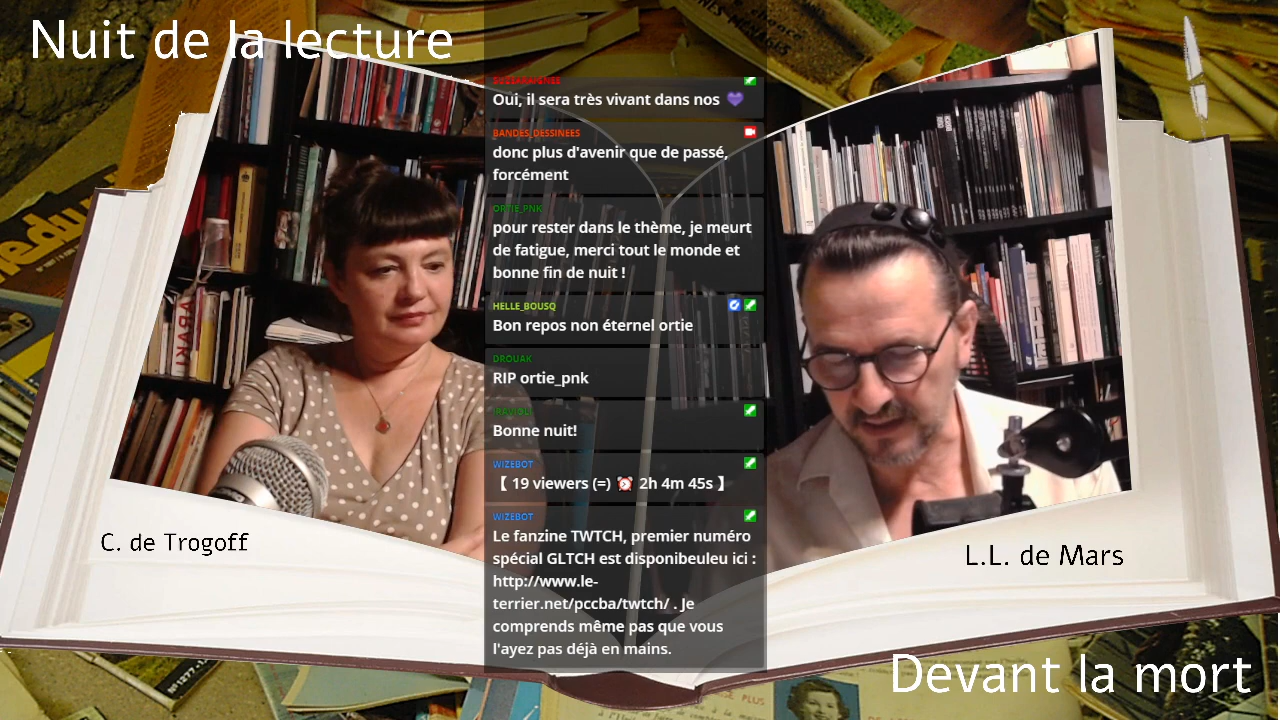 Nuit de la lecture
Oui, il sera très vivant dans nos 💜
BANDES_DESSINEES
donc plus d'avenir que de passé,
forcément
ORTIE_PNK
pour rester dans le thème, je meurt
de fatigue, merci tout le monde et
bonne fin de nuit !
HELLE_BOUSQ
Bon repos non éternel ortie
DROUAK
RIP ortie_pnk
Bonne nuit!
WIZEBOT
【 19 viewers (=) ⏰ 2h 4m 45s 】
WIZEBOT
Le fanzine TWTCH, premier numéro
spécial GLTCH est disponibeuleu ici :
http://www.le-
terrier.net/pccba/twtch/ . Je
comprends même pas que vous
l'ayez pas déjà en mains.
C. de Trogoff
L.L. de Mars
Devant la mort